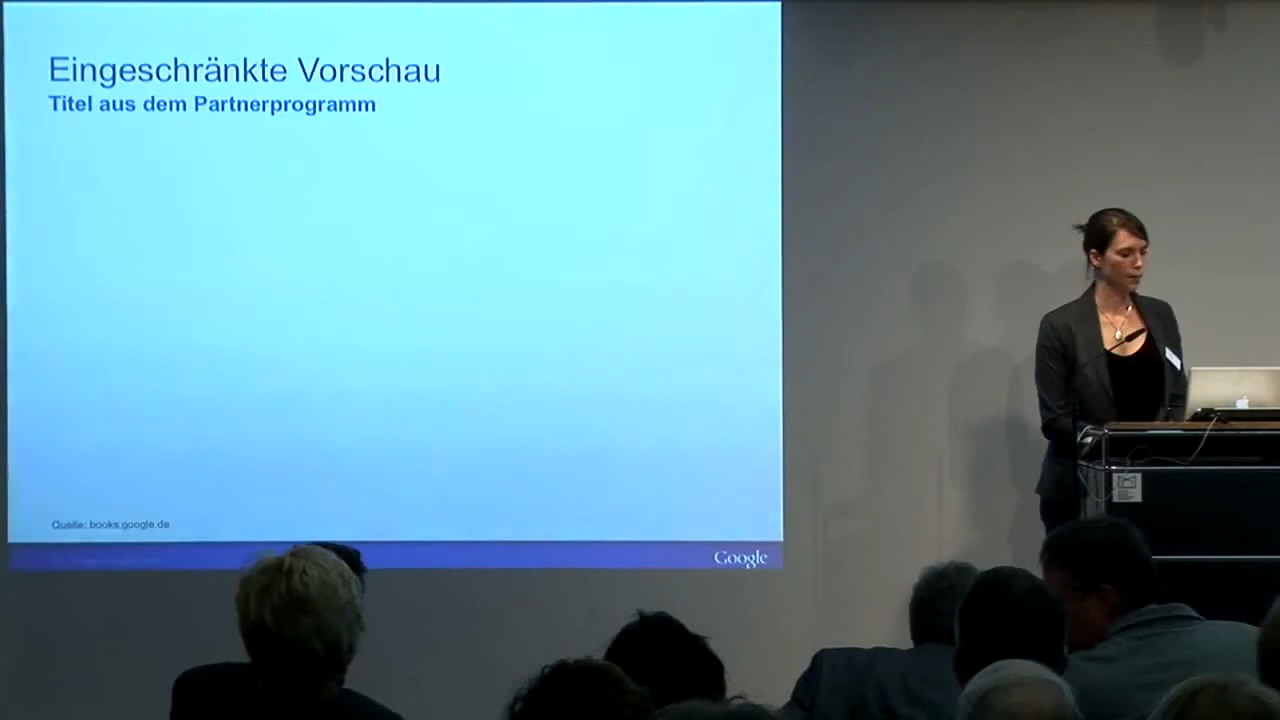 Eingeschränkte Vorschau
Titel aus dem Partnerprogramm
Quelle: books.google.de
Google